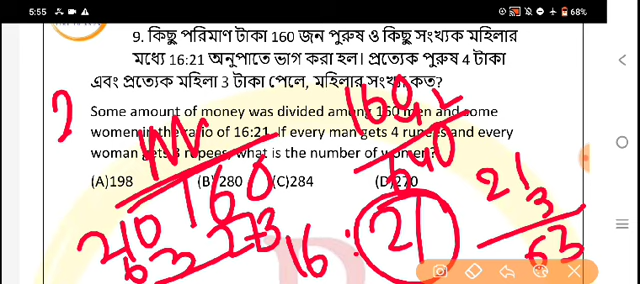 5:55
68%
9. কিছু পরিমাণ টাকা 160 জন পুরুষ ও কিছু সংখ্যক মহিলার
মধ্যে 16:21 অনুপাতে ভাগ করা হল। প্রত্যেক পুরুষ 4 টাকা
এবং প্রত্যেক মহিলা 3 টাকা পেলে, মহিলার সংখ্যা কত?
Some amount of money was divided among 160 men and some
women in the ratio of 16:21. If every man gets 4 rupees and every
woman gets 3 rupees, what is the number of women?
(A)198 (B)280 (C)284 (D)270
160
640
160
16 : 21
21
3
63